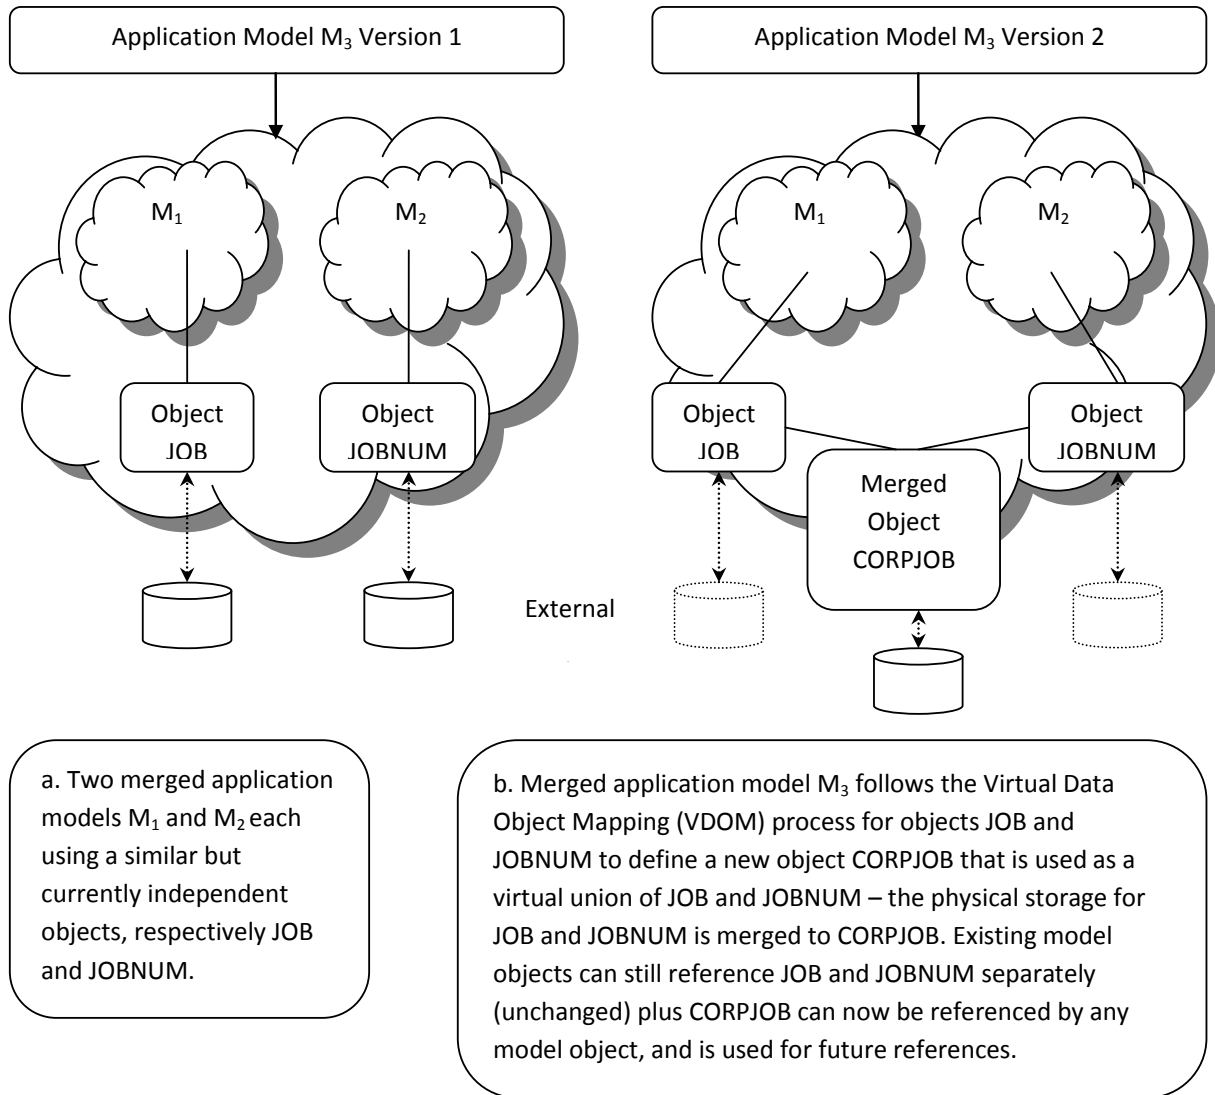 Application Model M₃ Version 1
Application Model M₃ Version 2
M₁
M₂
M₁
M₂
Object
JOB
Object
JOBNUM
Object
JOB
Object
JOBNUM
Merged
Object
CORPJOB
External
a. Two merged application
models M₁ and M₂ each
using a similar but
currently independent
objects, respectively JOB
and JOBNUM.
b. Merged application model M₃ follows the Virtual Data
Object Mapping (VDOM) process for objects JOB and
JOBNUM to define a new object CORPJOB that is used as a
virtual union of JOB and JOBNUM – the physical storage for
JOB and JOBNUM is merged to CORPJOB. Existing model
objects can still reference JOB and JOBNUM separately
(unchanged) plus CORPJOB can now be referenced by any
model object, and is used for future references.